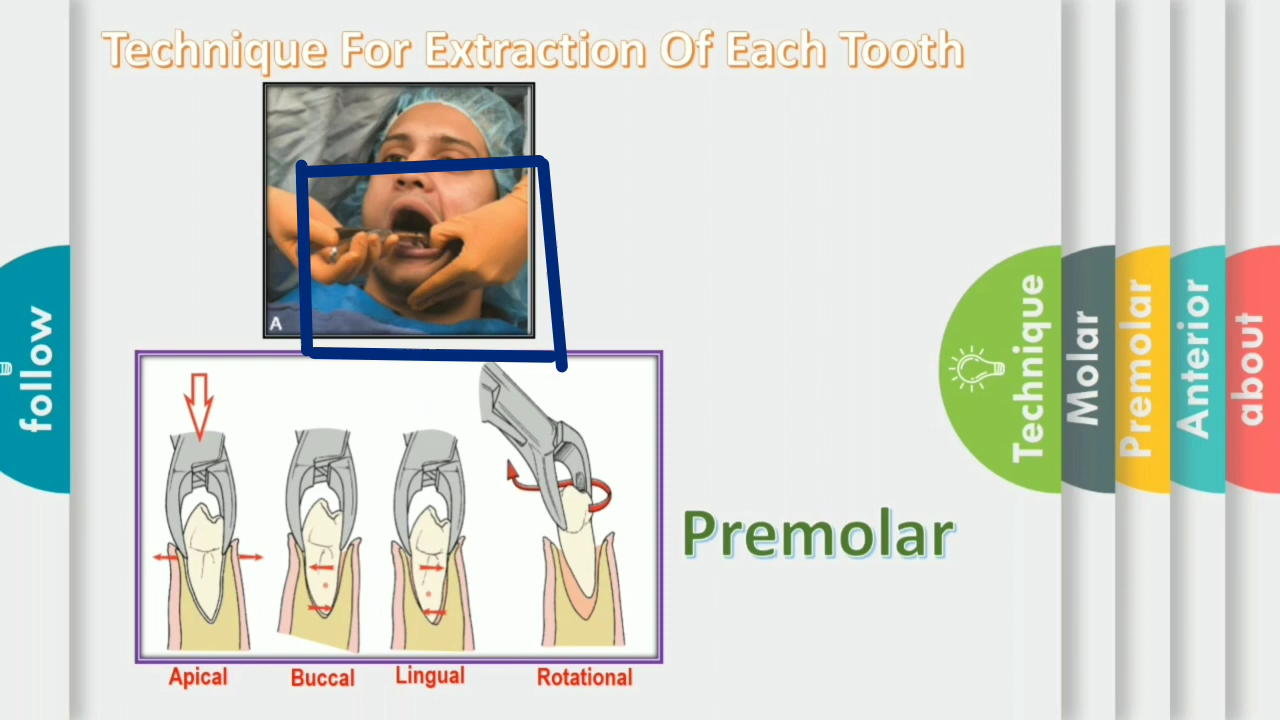 Technique For Extraction Of Each Tooth
A
follow
Technique
Molar
Premolar
Anterior
about
Premolar
Apical
Buccal
Lingual
Rotational